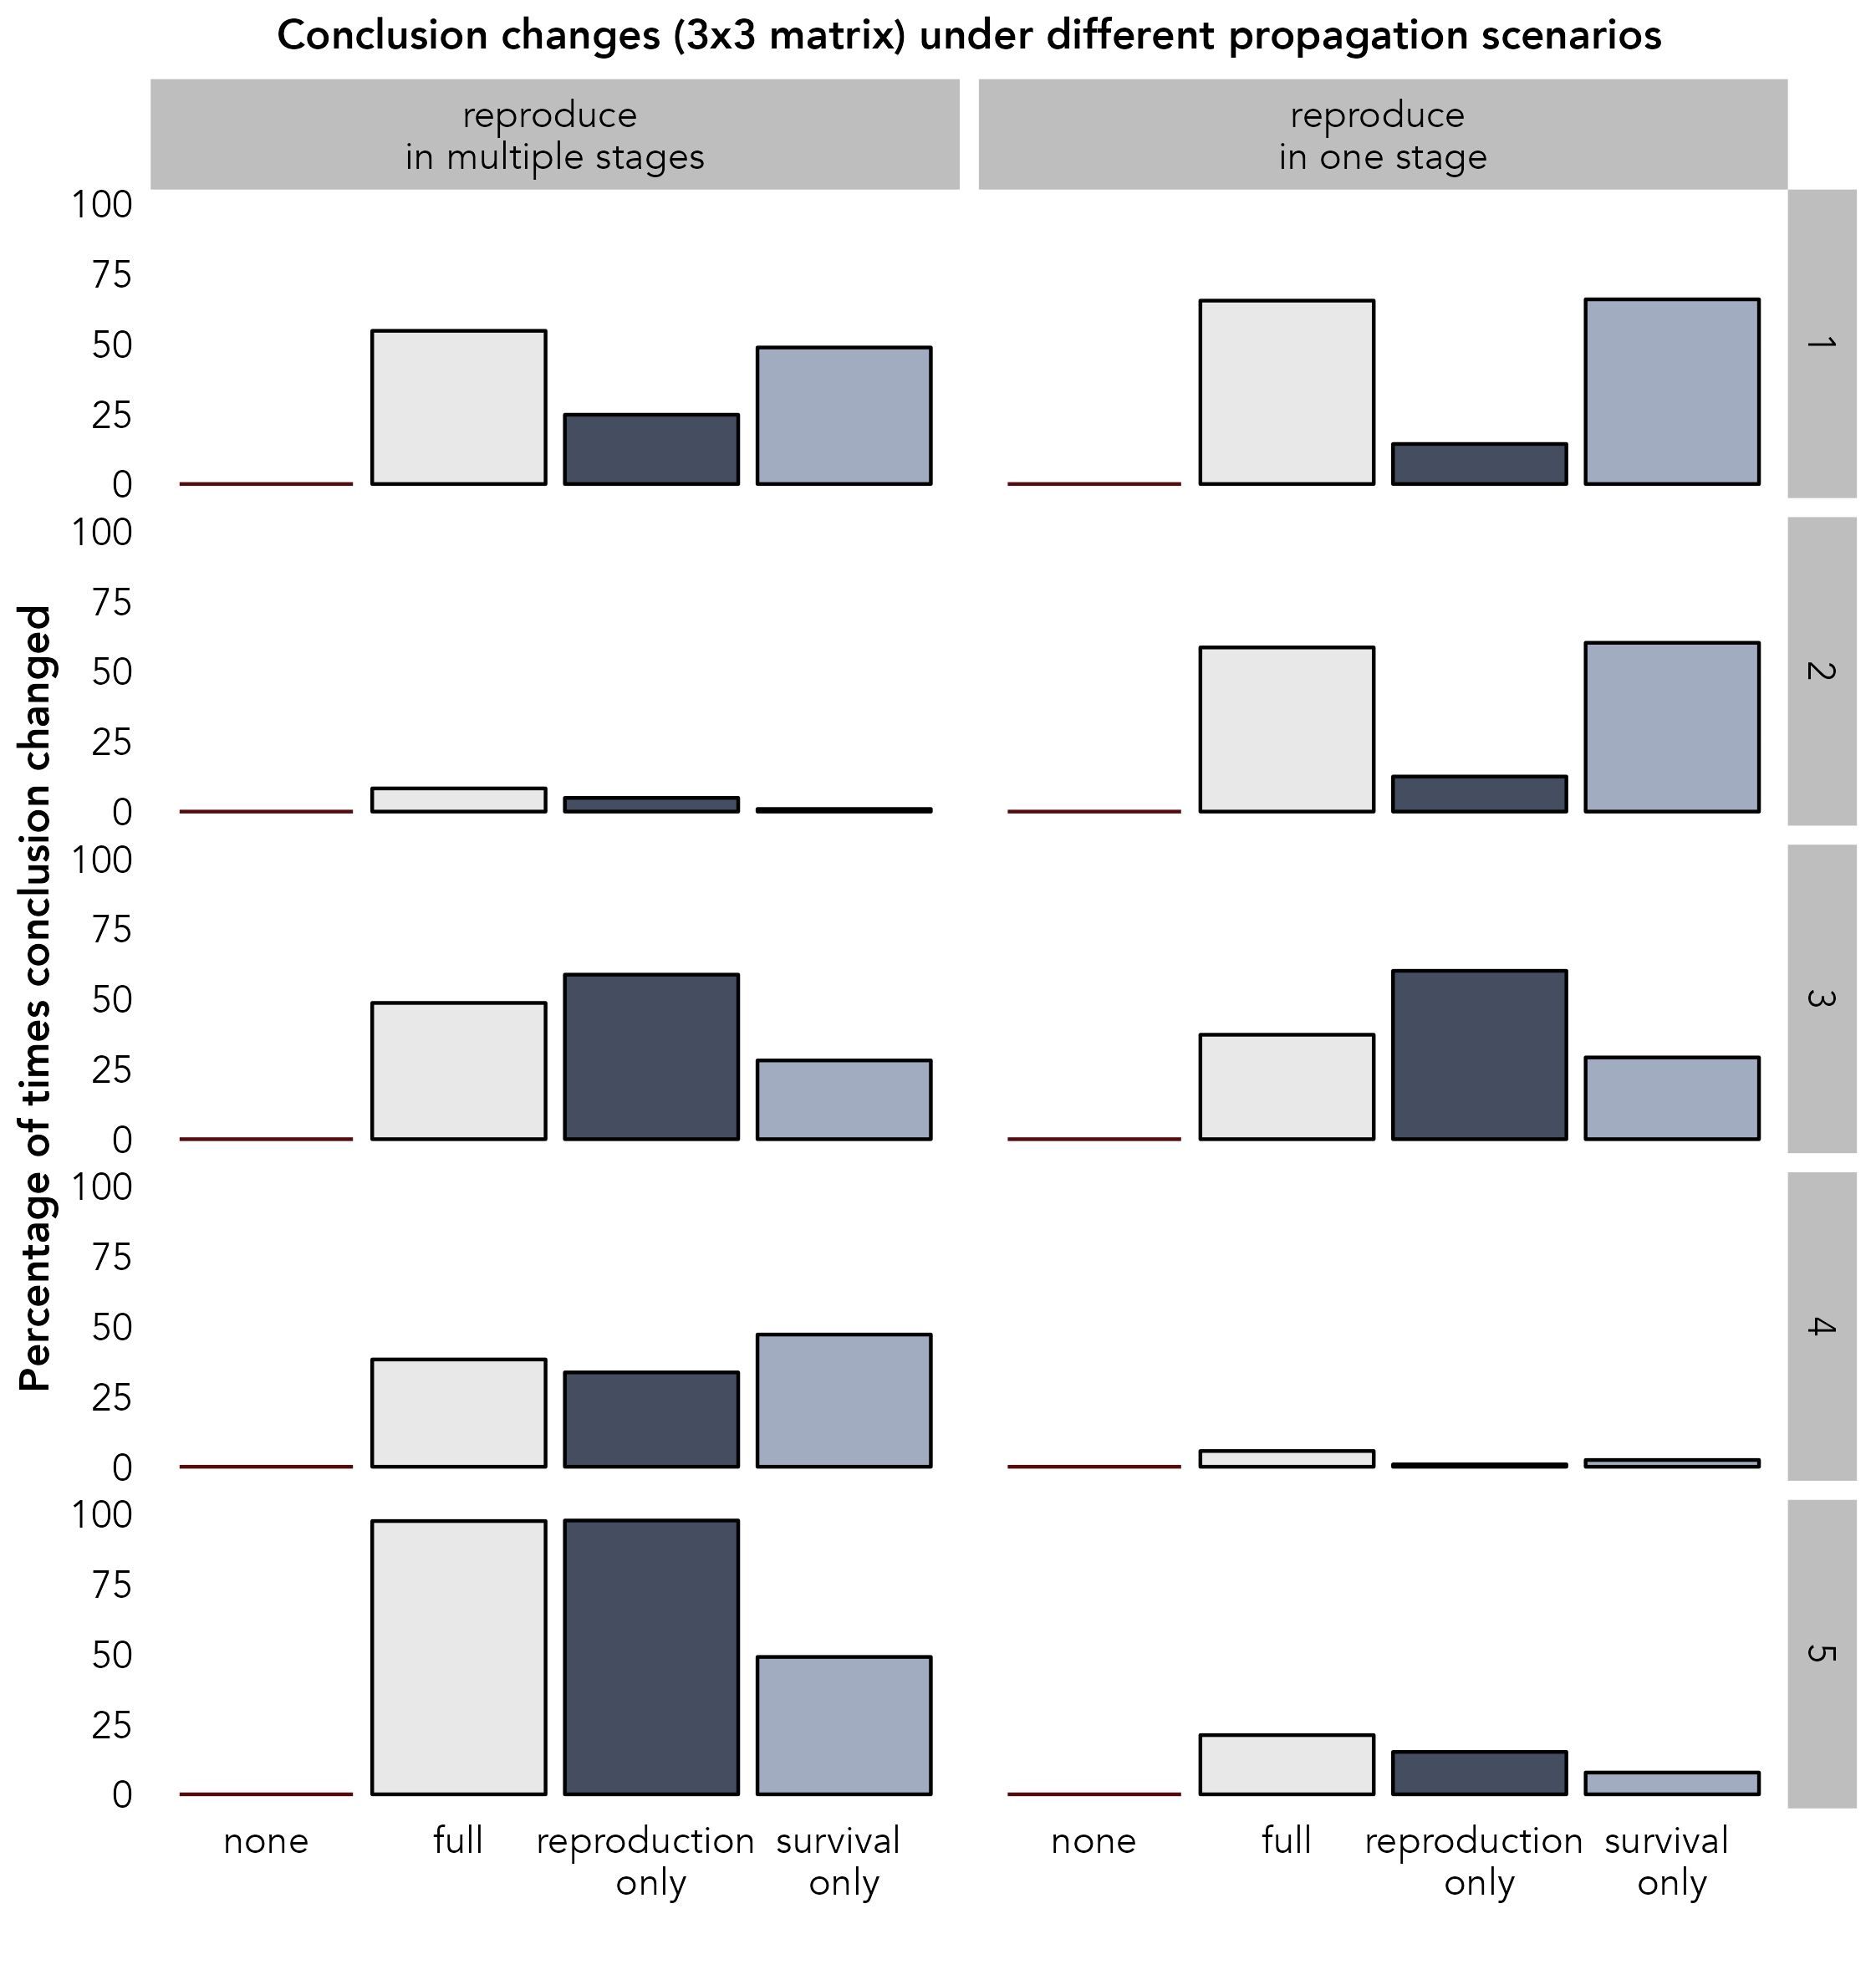 Conclusion changes (3x3 matrix) under different propagation scenarios
reproduce
in multiple stages
reproduce
in one stage
Percentage of times conclusion changed
100
75
50
25
0
1
100
75
50
25
0
2
100
75
50
25
0
3
100
75
50
25
0
4
100
75
50
25
0
5
none
full
reproduction
only
survival
only
none
full
reproduction
only
survival
only